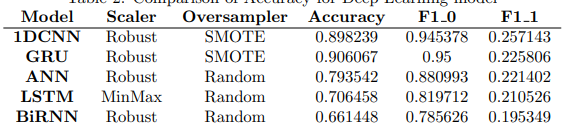 Table 2: Comparison of Accuracy for Deep Learning model
Model Scaler Oversampler Accuracy F1_0 F1_1
1DCNN Robust SMOTE 0.898239 0.945378 0.257143
GRU Robust SMOTE 0.906067 0.95 0.225806
ANN Robust Random 0.793542 0.880993 0.221402
LSTM MinMax Random 0.706458 0.819712 0.210526
BiRNN Robust Random 0.661448 0.785626 0.195349